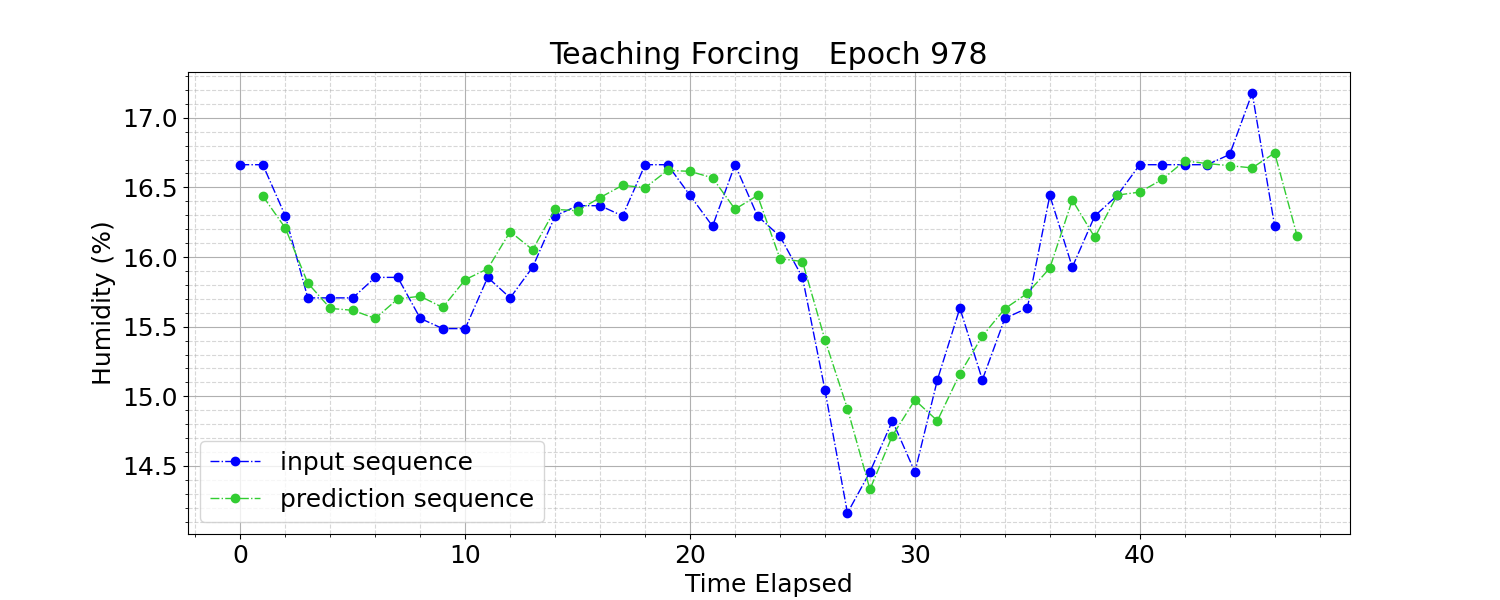 Teaching Forcing   Epoch 978
Humidity (%)
17.0
16.5
16.0
15.5
15.0
14.5
input sequence
prediction sequence
0 10 20 30 40
Time Elapsed